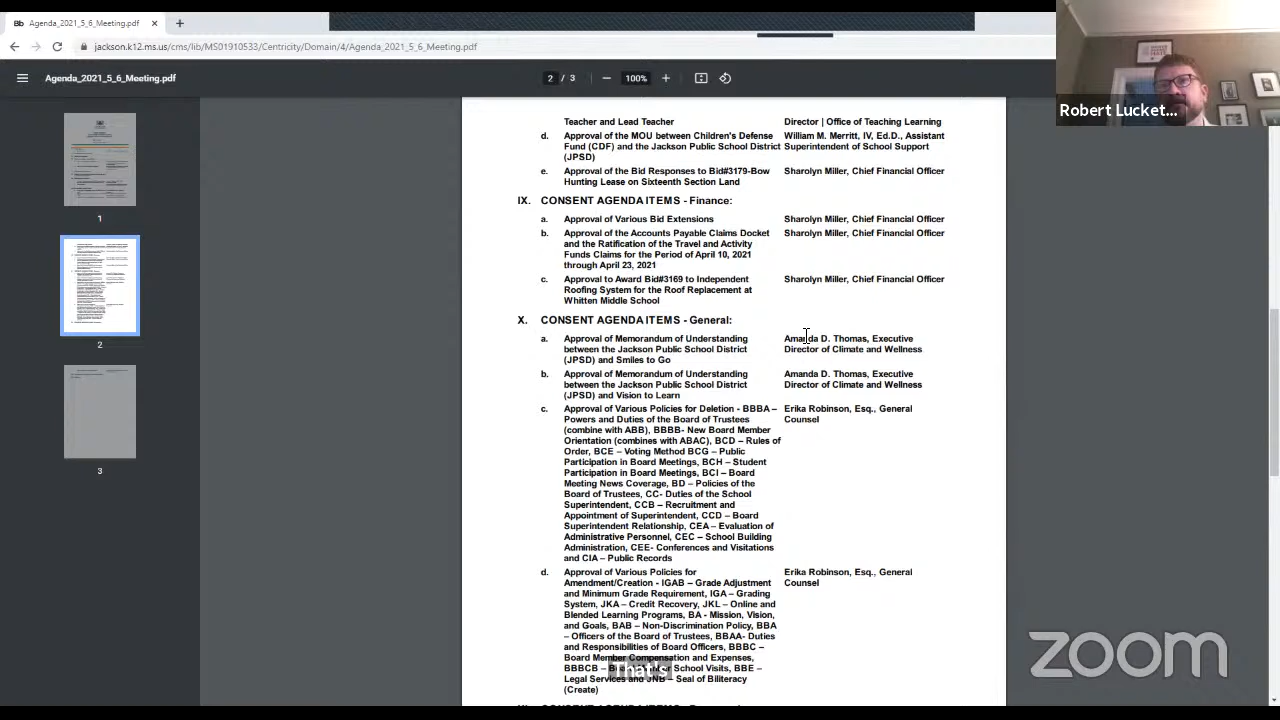 Bb Agenda_2021_5_6_Meeting.pdf
jackson.k12.ms.us/cms/lib/MS01910533/Centricity/Domain/4/Agenda_2021_5_6_Meeting.pdf
Agenda_2021_5_6_Meeting.pdf
2 / 3
100%
Robert Lucket...
1
2
3
Teacher and Lead Teacher Director | Office of Teaching Learning
d. Approval of the MOU between Children's Defense William M. Merritt, IV, Ed.D., Assistant
Fund (CDF) and the Jackson Public School District Superintendent of School Support
(JPSD)
e. Approval of the Bid Responses to Bid#3179-Bow Sharolyn Miller, Chief Financial Officer
Hunting Lease on Sixteenth Section Land
IX. CONSENT AGENDA ITEMS - Finance:
a. Approval of Various Bid Extensions Sharolyn Miller, Chief Financial Officer
b. Approval of the Accounts Payable Claims Docket Sharolyn Miller, Chief Financial Officer
and the Ratification of the Travel and Activity
Funds Claims for the Period of April 10, 2021
through April 23, 2021
c. Approval to Award Bid#3169 to Independent Sharolyn Miller, Chief Financial Officer
Roofing System for the Roof Replacement at
Whitten Middle School
X. CONSENT AGENDA ITEMS - General:
a. Approval of Memorandum of Understanding Amanda D. Thomas, Executive
between the Jackson Public School District Director of Climate and Wellness
(JPSD) and Smiles to Go
b. Approval of Memorandum of Understanding Amanda D. Thomas, Executive
between the Jackson Public School District Director of Climate and Wellness
(JPSD) and Vision to Learn
c. Approval of Various Policies for Deletion - BBBA – Erika Robinson, Esq., General
Powers and Duties of the Board of Trustees Counsel
(combine with ABB), BBBB- New Board Member
Orientation (combines with ABAC), BCD – Rules of
Order, BCE – Voting Method BCG – Public
Participation in Board Meetings, BCH – Student
Participation in Board Meetings, BCI – Board
Meeting News Coverage, BD – Policies of the
Board of Trustees, CC- Duties of the School
Superintendent, CCB – Recruitment and
Appointment of Superintendent, CCD – Board
Superintendent Relationship, CEA – Evaluation of
Administrative Personnel, CEC – School Building
Administration, CEE- Conferences and Visitations
and CIA – Public Records
d. Approval of Various Policies for Erika Robinson, Esq., General
Amendment/Creation - IGAB – Grade Adjustment Counsel
and Minimum Grade Requirement, IGA – Grading
System, JKA – Credit Recovery, JKL – Online and
Blended Learning Programs, BA - Mission, Vision,
and Goals, BAB – Non-Discrimination Policy, BBA
– Officers of the Board of Trustees, BBAA- Duties
and Responsibilities of Board Officers, BBBC –
Board Member Compensation and Expenses,
BBBCB – School Visits, BBE –
Legal Services and JNB – Seal of Biliteracy
(Create)
That's
zoom